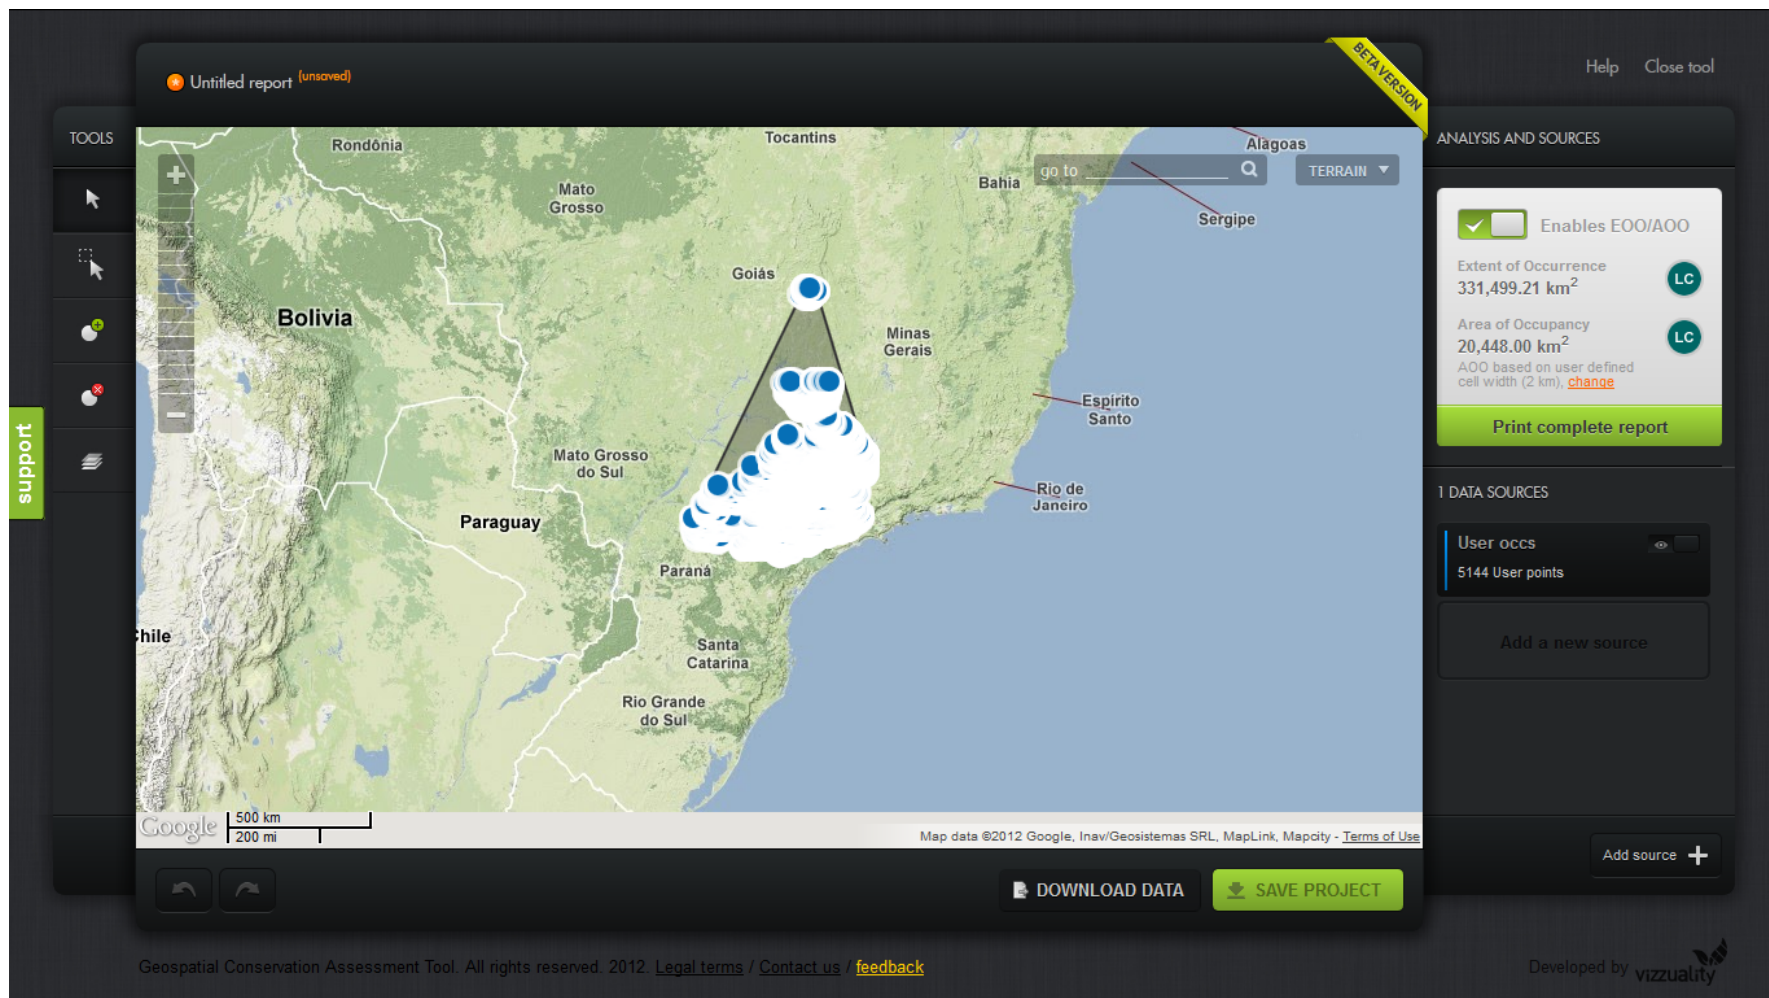 BETA VERSION
Untitled report (unsaved)
Help
Close tool
TOOLS
ANALYSIS AND SOURCES
Rondônia
Tocantins
Alagoas
go to
TERRAIN
Mato
Grosso
Bahia
Sergipe
Goiás
Bolivia
Minas
Gerais
Espírito
Santo
Mato Grosso
do Sul
Rio de
Janeiro
Paraguay
Paraná
Chile
Santa
Catarina
Rio Grande
do Sul
Google
500 km
200 mi
Map data ©2012 Google, Inav/Geosistemas SRL, MapLink, Mapcity - Terms of Use
support
Enables EOO/AOO
Extent of Occurrence
331,499.21 km²
LC
Area of Occupancy
20,448.00 km²
LC
AOO based on user defined
cell width (2 km), change
Print complete report
1 DATA SOURCES
User occs
5144 User points
Add a new source
Add source
DOWNLOAD DATA
SAVE PROJECT
Geospatial Conservation Assessment Tool. All rights reserved. 2012. Legal terms / Contact us / feedback
Developed by vizzuality